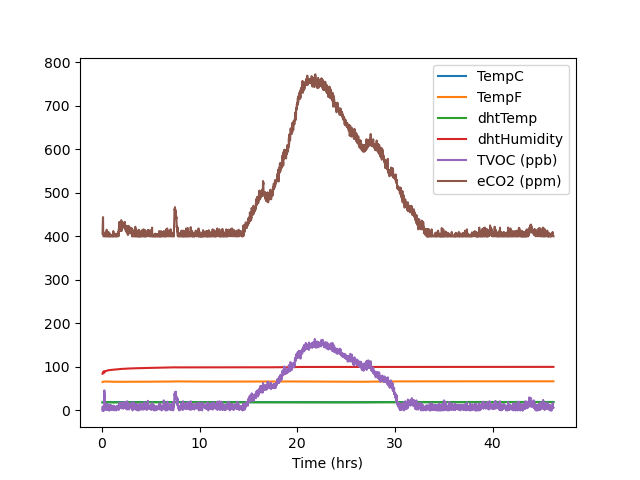 800
700
600
500
400
300
200
100
0
TempC
TempF
dhtTemp
dhtHumidity
TVOC (ppb)
eCO2 (ppm)
0 10 20 30 40
Time (hrs)